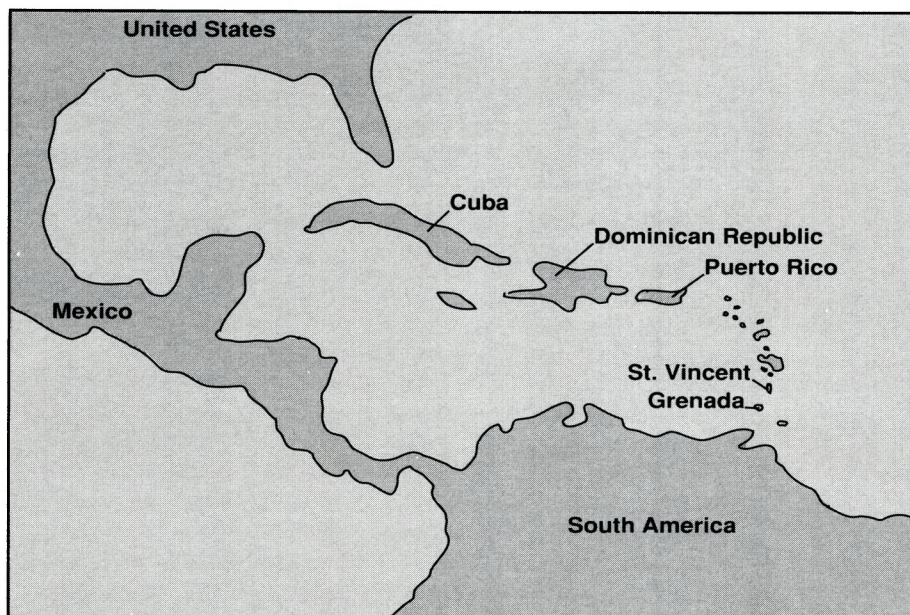 United States
Cuba
Dominican Republic
Puerto Rico
Mexico
St. Vincent
Grenada
South America